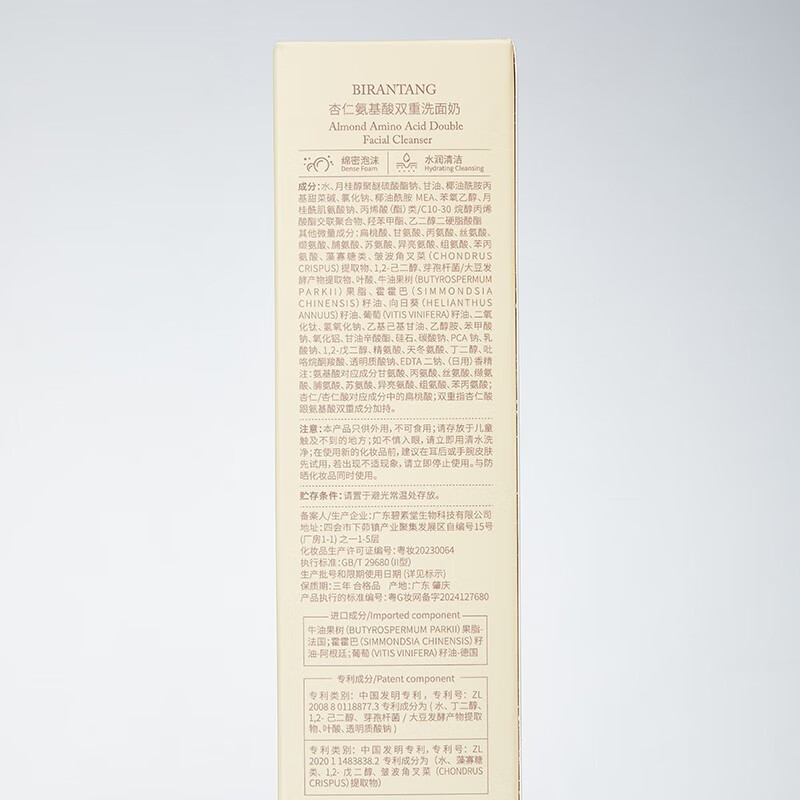 BIRANTANG
杏仁氨基酸双重洗面奶
Almond Amino Acid Double
Facial Cleanser
绵密泡沫
Dense Foam
水润清洁
Hydrating Cleansing
成分:水、月桂醇聚醚硫酸酯钠、甘油、椰油酰胺丙
基甜菜碱、氯化钠、椰油酰胺 MEA、苯氧乙醇、月
桂酰肌氨酸钠、丙烯酸(酯)类/C10-30 烷醇丙烯
酸酯交联聚合物、羟苯甲酯、乙二醇二硬脂酸酯
其他微量成分:扁桃酸、甘氨酸、丙氨酸、丝氨酸、
缬氨酸、脯氨酸、苏氨酸、异亮氨酸、组氨酸、苯丙
氨酸、藻寡糖类、皱波角叉菜(CHONDRUS
CRISPUS)提取物、1,2-己二醇、芽孢杆菌/大豆发
酵产物提取物、叶酸、牛油果树(BUTYROSPERMUM
PARKII)果脂、霍霍巴(SIMMONDSIA
CHINENSIS)籽油、向日葵(HELIANTHUS
ANNUUS)籽油、葡萄(VITIS VINIFERA)籽油、二氧
化钛、氢氧化钠、乙基己基甘油、乙醇胺、苯甲酸
钠、氧化铝、甘油辛酸酯、硅石、碳酸钠、PCA 钠、乳
酸钠、1,2-戊二醇、精氨酸、天冬氨酸、丁二醇、吡
咯烷酮羧酸、透明质酸钠、EDTA 二钠、(日用)香精
注:氨基酸对应成分甘氨酸、丙氨酸、丝氨酸、缬氨
酸、脯氨酸、苏氨酸、异亮氨酸、组氨酸、苯丙氨酸;
杏仁/杏仁酸对应成分中的扁桃酸;双重指杏仁酸
跟氨基酸双重成分加持。
注意:本产品只供外用,不可食用;请存放于儿童
触及不到的地方;如不慎入眼,请立即用清水洗
净;在使用新的化妆品前,建议在耳后或手腕皮肤
先试用,若出现不适现象,请立即停止使用。与防
晒化妆品同时使用。
贮存条件:请置于避光常温处存放。
备案人/生产企业:广东碧素堂生物科技有限公司
地址:四会市下茆镇产业聚集发展区自编号15号
(厂房1-1)之一1-5层
化妆品生产许可证编号:粤妆20230064
执行标准:GB/T 29680 (II型)
生产批号和限期使用日期 (详见标示)
保质期:三年 合格品 产地:广东 肇庆
产品执行的标准编号:粤G妆网备字2024127680
进口成分/Imported component
牛油果树(BUTYROSPERMUM PARKII)果脂-
法国;霍霍巴(SIMMONDSIA CHINENSIS)籽
油-阿根廷;葡萄(VITIS VINIFERA)籽油-德国
专利成分/Patent component
专利类别:中国发明专利,专利号:ZL
2008 8 0118877.3 专利成分为(水、丁二醇、
1,2-己二醇、芽孢杆菌/大豆发酵产物提取
物、叶酸、透明质酸钠)
专利类别:中国发明专利,专利号:ZL
2020 1 1483838.2 专利成分为(水、藻寡糖
类、1,2-戊二醇、皱波角叉菜(CHONDRUS
CRISPUS)提取物)